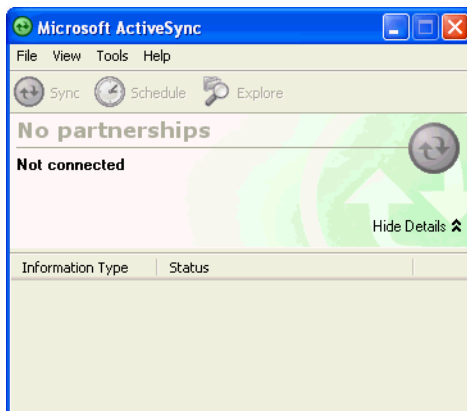 Microsoft ActiveSync
File View Tools Help
Sync Schedule Explore
No partnerships
Not connected
Hide Details
Information Type Status